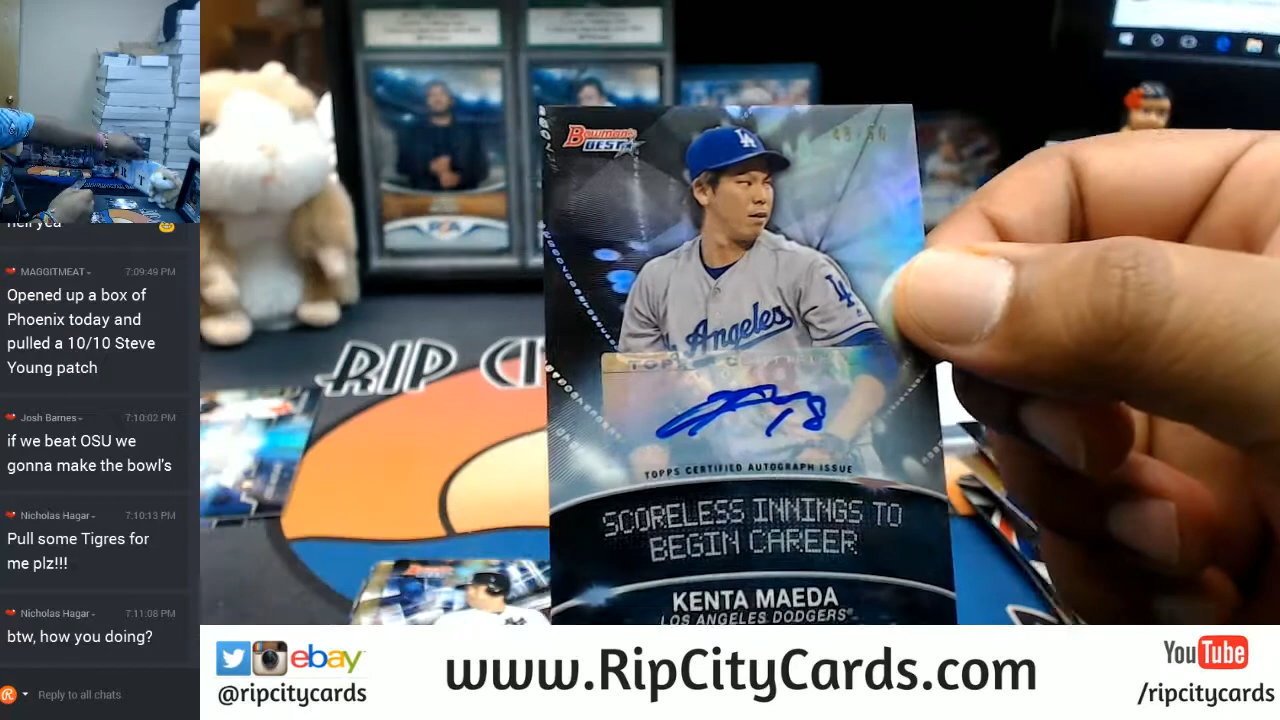 MAGGITMEAT 7:09:49 PM
Opened up a box of
Phoenix today and
pulled a 10/10 Steve
Young patch
Josh Barnes 7:10:02 PM
if we beat OSU we
gonna make the bowl's
Nicholas Hagar 7:10:13 PM
Pull some Tigres for
me plz!!!
Nicholas Hagar 7:11:08 PM
btw, how you doing?
Reply to all chats
Bowman's
BEST
LA
Angeles
TOPPS CERTIFIED AUTOGRAPH ISSUE
SCORELESS INNINGS TO
BEGIN CAREER
KENTA MAEDA
LOS ANGELES DODGERS
RIP CI
ebay
@ripcitycards
www.RipCityCards.com
YouTube
/ripcitycards